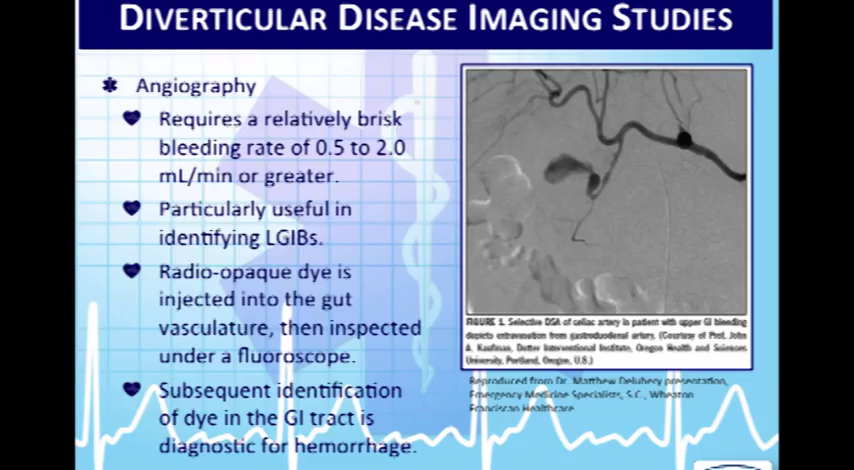 DIVERTICULAR DISEASE IMAGING STUDIES
Angiography
Requires a relatively brisk
bleeding rate of 0.5 to 2.0
mL/min or greater.
Particularly useful in
identifying LGIBs.
Radio-opaque dye is
injected into the gut
vasculature, then inspected
under a fluoroscope.
Subsequent identification
of dye in the GI tract is
diagnostic for hemorrhage.
FIGURE 1. Selective DSA of celiac artery in patient with upper GI bleeding
depicts extravasation from gastroduodenal artery. (Courtesy of Prof. John
A. Kaufman, Dotter Interventional Institute, Oregon Health and Sciences
University, Portland, Oregon, U.S.)
Reproduced from Dr. Matthew presentation,
Emergency Medicine Specialists, S.C., Wheaton
Franciscan Healthcare